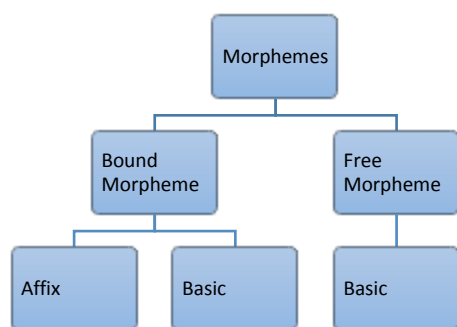 Morphemes
Bound
Morpheme
Free
Morpheme
Affix
Basic
Basic